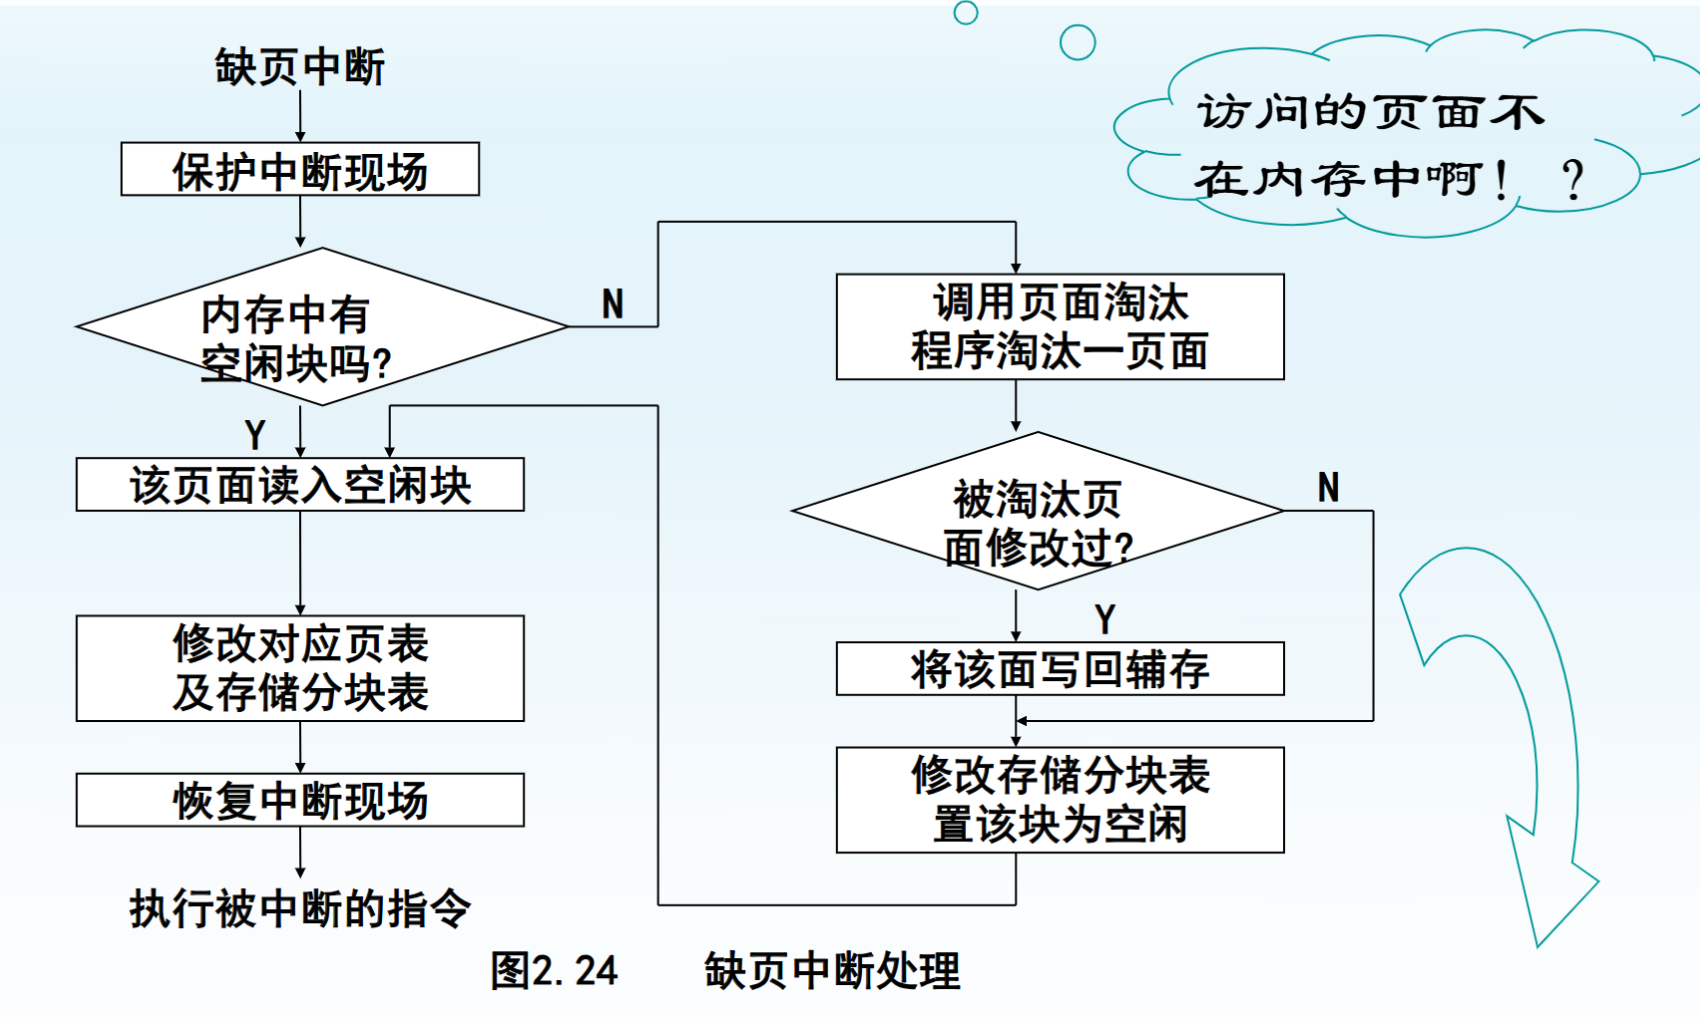 缺页中断
保护中断现场
内存中有
空闲块吗?
N
Y
该页面读入空闲块
修改对应页表
及存储分块表
恢复中断现场
执行被中断的指令
访问的页面不
在内存中啊！ ？
调用页面淘汰
程序淘汰一页面
被淘汰页
面修改过?
N
Y
将该面写回辅存
修改存储分块表
置该块为空闲
图2.24 缺页中断处理